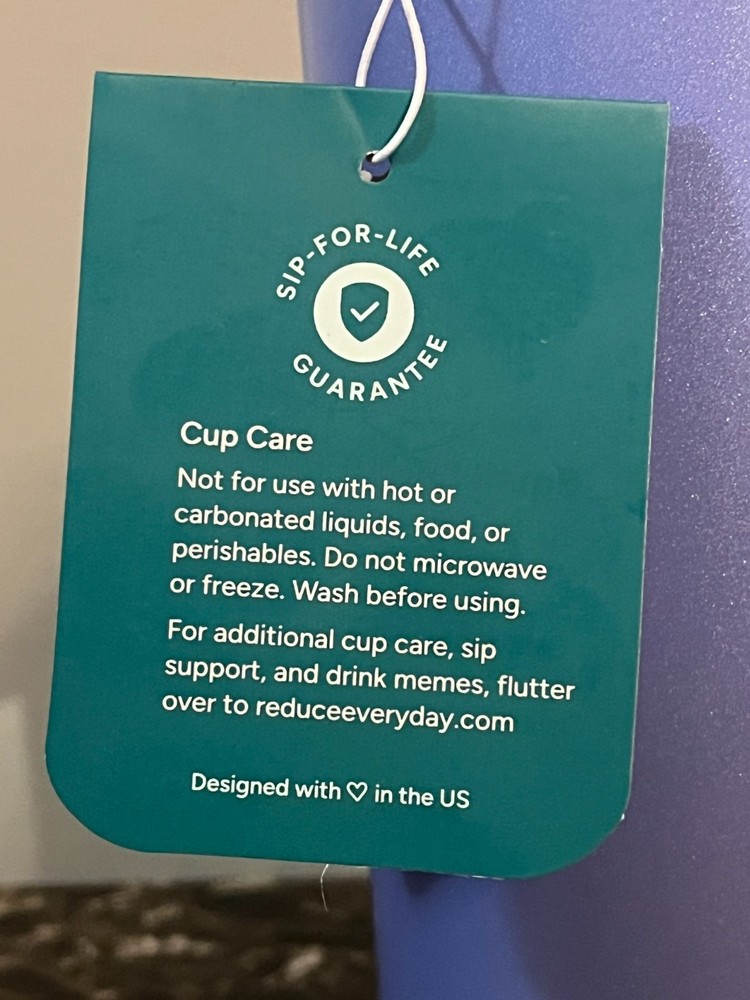 SIP-FOR-LIFE
GUARANTEE
Cup Care
Not for use with hot or
carbonated liquids, food, or
perishables. Do not microwave
or freeze. Wash before using.
For additional cup care, sip
support, and drink memes, flutter
over to reduceeveryday.com
Designed with ♡ in the US